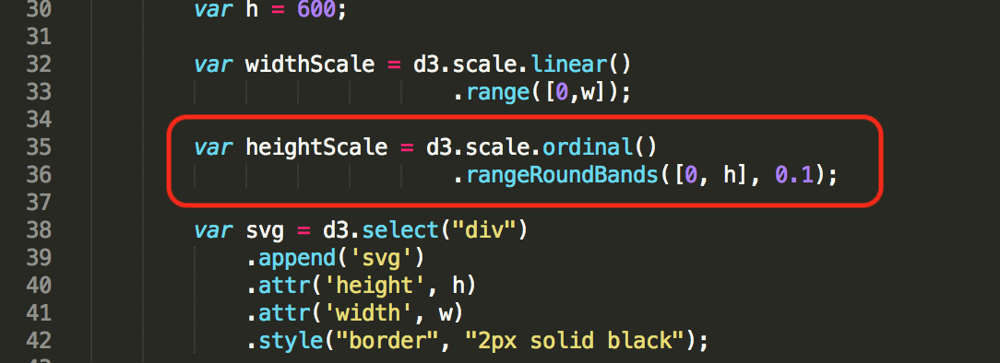 30 var h = 600;
31
32 var widthScale = d3.scale.linear()
33 .range([0,w]);
34
35 var heightScale = d3.scale.ordinal()
36 .rangeRoundBands([0, h], 0.1);
37
38 var svg = d3.select("div")
39 .append('svg')
40 .attr('height', h)
41 .attr('width', w)
42 .style("border", "2px solid black");